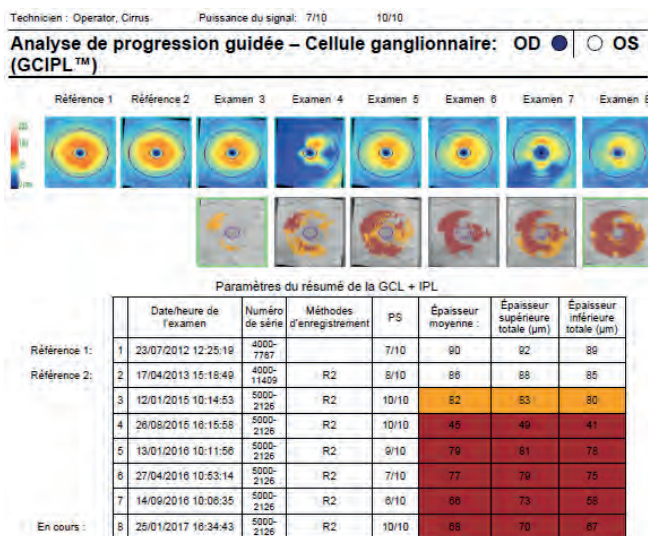 Technicien : Operator, Cirrus Puissance du signal: 7/10 10/10
Analyse de progression guidée – Cellule ganglionnaire: OD OS
(GCIPL™)
Référence 1 Référence 2 Examen 3 Examen 4 Examen 5 Examen 6 Examen 7 Examen 8
Paramètres du résumé de la GCL + IPL
Date/heure de l'examen Numéro de série Méthodes d'enregistrement PS Épaisseur moyenne : Épaisseur supérieure totale (µm) Épaisseur inférieure totale (µm)
Référence 1: 1 23/07/2012 12:25:19 4000-7787 7/10 90 92 89
Référence 2: 2 17/04/2013 15:18:49 4000-11409 R2 8/10 86 88 85
3 12/01/2015 10:14:53 5000-2126 R2 10/10 82 83 80
4 26/08/2015 16:15:58 5000-2126 R2 10/10 45 49 41
5 13/01/2016 10:11:56 5000-2126 R2 9/10 79 81 78
6 27/04/2016 10:53:14 5000-2126 R2 7/10 77 79 75
7 14/09/2016 10:06:35 5000-2126 R2 6/10 66 73 58
En cours : 8 25/01/2017 16:34:43 5000-2126 R2 10/10 68 70 67